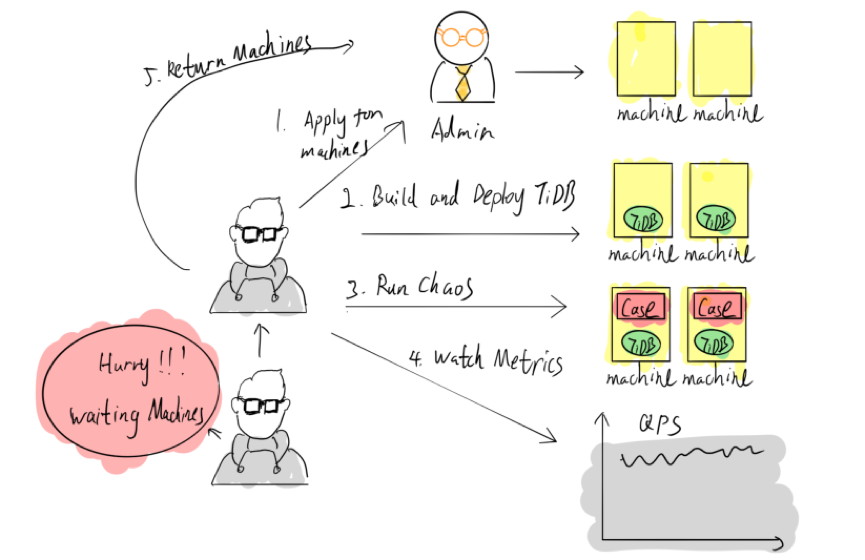 5. Return Machines
1. Apply for
machines
Admin
machine machine
2. Build and Deploy TiDB
TiDB TiDB
machine machine
3. Run Chaos
Case Case
TiDB TiDB
machine machine
4. Watch Metrics
Hurry!!!
Waiting Machines
QPS